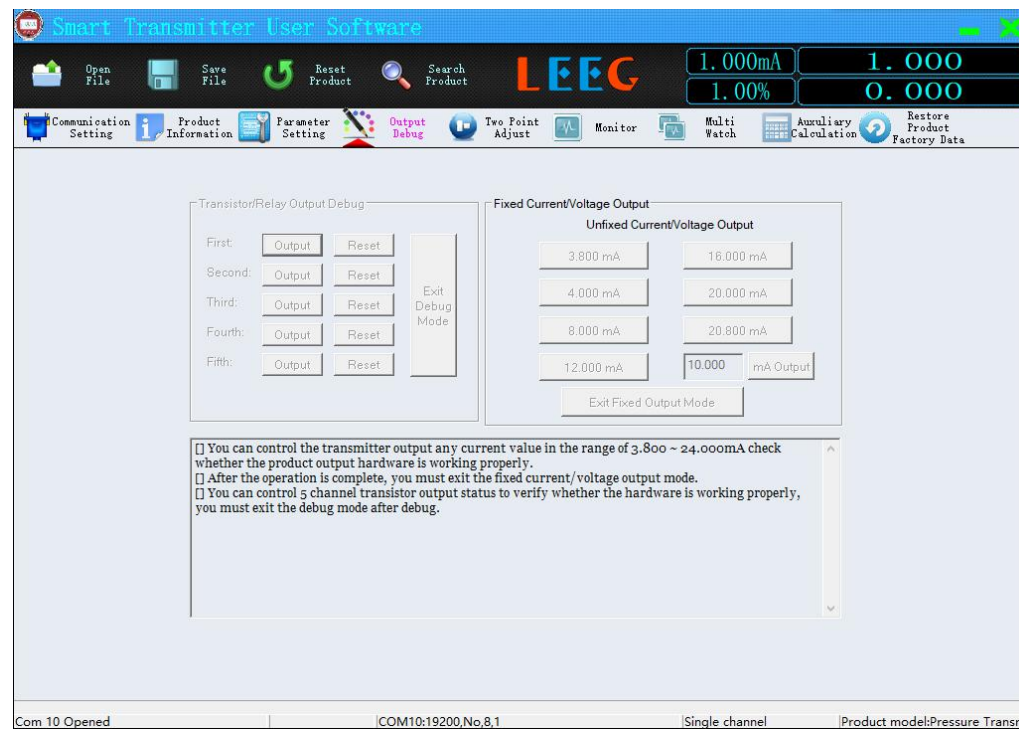 Smart Transmitter User Software
Open File
Save File
Reset Product
Search Product
LEEG
1.000mA
1.000
1.00%
0.000
Communication Setting
Product Information
Parameter Setting
Output Debug
Two Point Adjust
Monitor
Multi Watch
Auxuliary Calculation
Restore Product Factory Data
Transistor/Relay Output Debug
First: Output Reset
Second: Output Reset
Third: Output Reset
Fourth: Output Reset
Fifth: Output Reset
Exit Debug Mode
Fixed Current/Voltage Output
Unfixed Current/Voltage Output
3.800 mA 16.000 mA
4.000 mA 20.000 mA
8.000 mA 20.800 mA
12.000 mA 10.000 mA Output
Exit Fixed Output Mode
[] You can control the transmitter output any current value in the range of 3.800 ~ 24.000mA check
whether the product output hardware is working properly.
[] After the operation is complete, you must exit the fixed current/voltage output mode.
[] You can control 5 channel transistor output status to verify whether the hardware is working properly,
you must exit the debug mode after debug.
Com 10 Opened COM10:19200,No,8,1 Single channel Product model:Pressure Transm